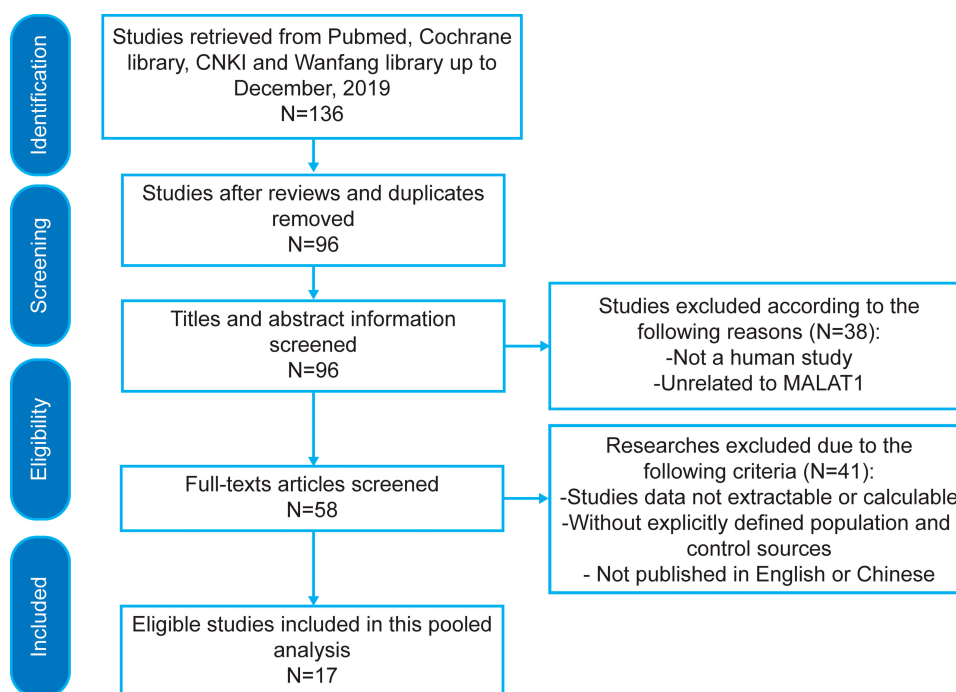 Identification
Studies retrieved from Pubmed, Cochrane
library, CNKI and Wanfang library up to
December, 2019
N=136
Screening
Studies after reviews and duplicates
removed
N=96
Titles and abstract information
screened
N=96
Studies excluded according to the
following reasons (N=38):
-Not a human study
-Unrelated to MALAT1
Eligibility
Full-texts articles screened
N=58
Researches excluded due to the
following criteria (N=41):
-Studies data not extractable or calculable
-Without explicitly defined population and
control sources
- Not published in English or Chinese
Included
Eligible studies included in this pooled
analysis
N=17